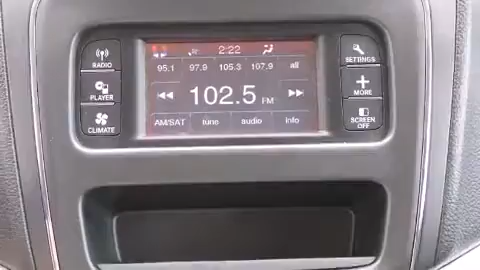 RADIO
PLAYER
CLIMATE
2:22
95.1 97.9 105.3 107.9 all
102.5 FM
AM/SAT tune audio info
SETTINGS
MORE
SCREEN
OFF